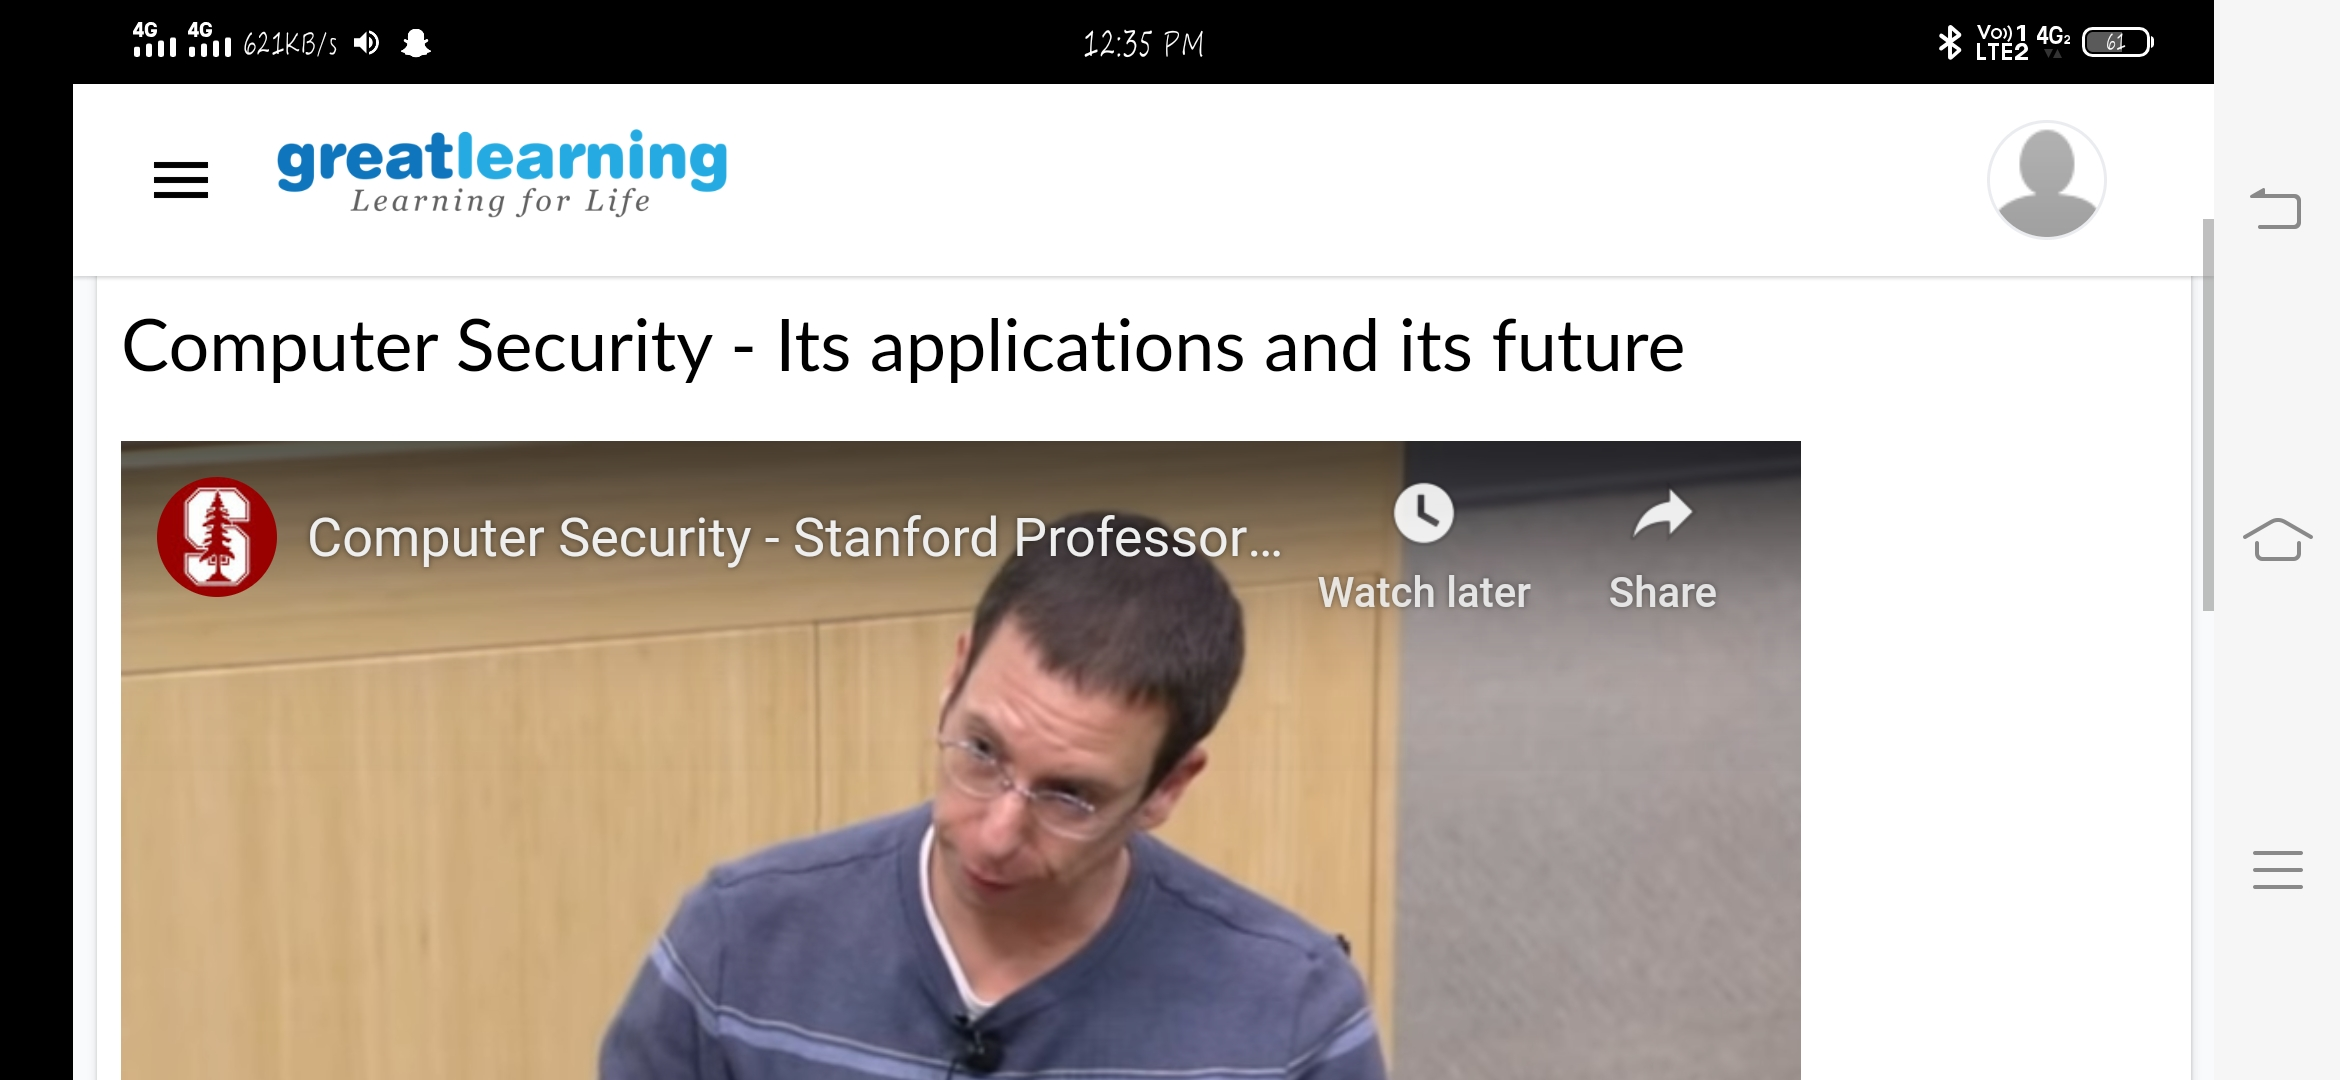 4G 4G 621KB/s 12:35 PM Vo)) 1 LTE2 4G2 61
greatlearning
Learning for Life
Computer Security - Its applications and its future
Computer Security - Stanford Professor...
Watch later Share